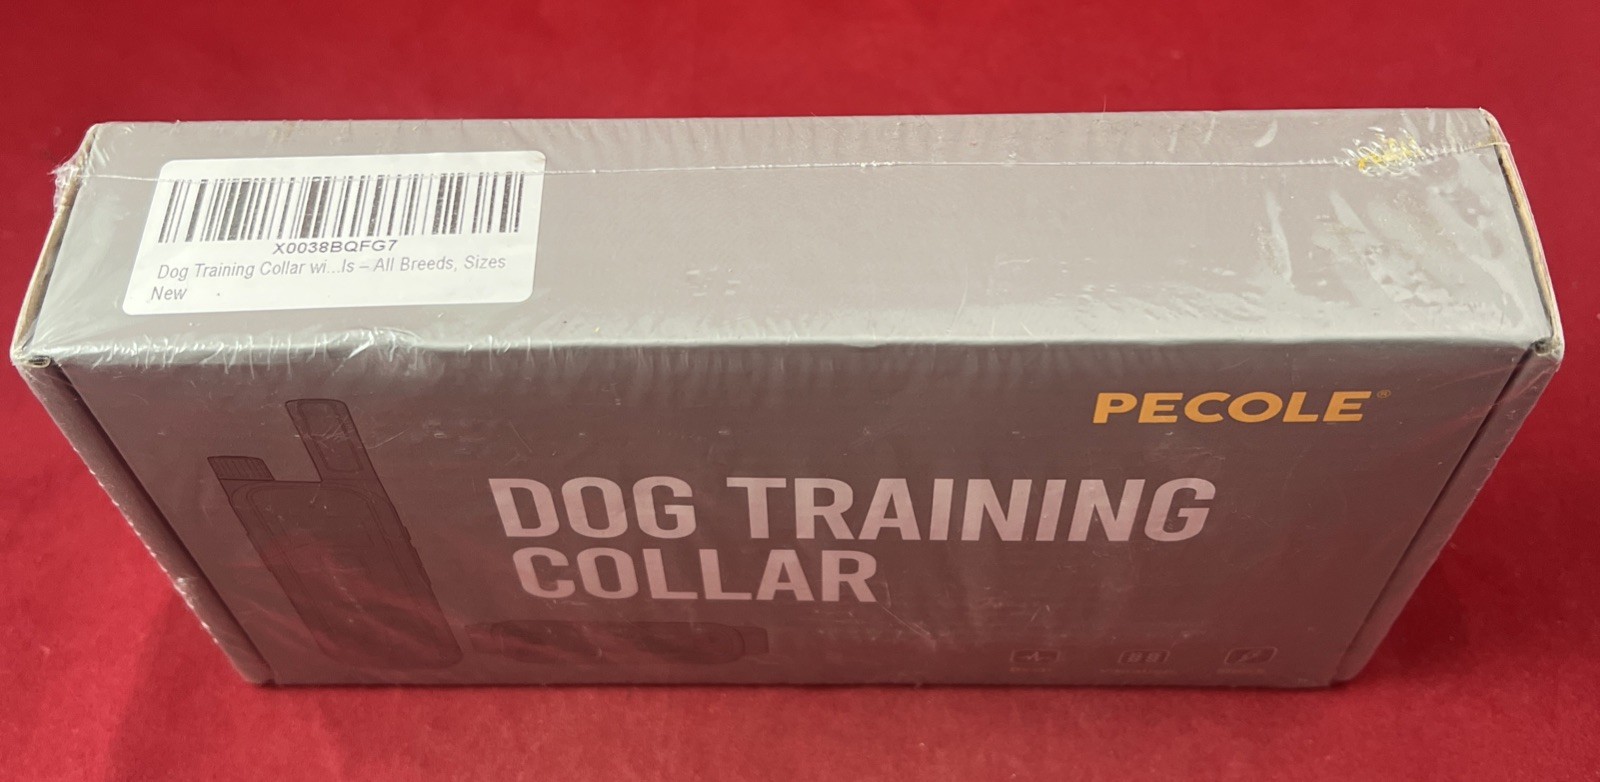 X0038BQFG7
Dog Training Collar wi...ls – All Breeds, Sizes
New
PECOLE®
DOG TRAINING
COLLAR